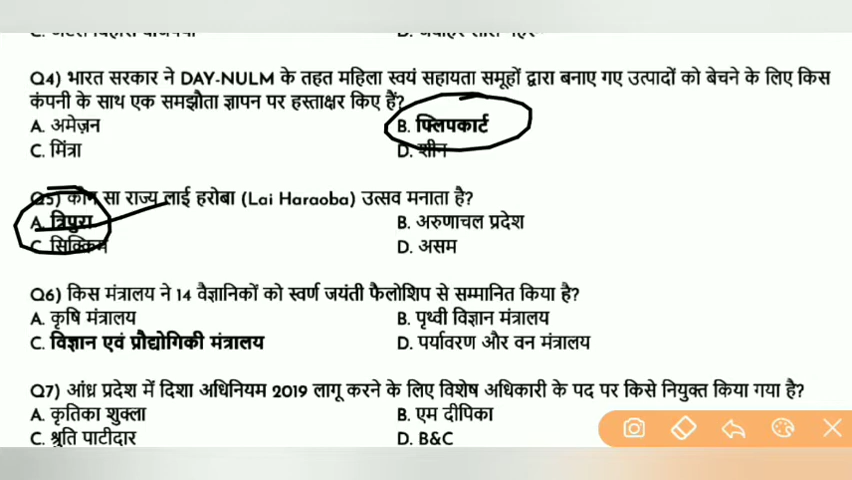 Q4) भारत सरकार ने DAY-NULM के तहत महिला स्वयं सहायता समूहों द्वारा बनाए गए उत्पादों को बेचने के लिए किस
कंपनी के साथ एक समझौता ज्ञापन पर हस्ताक्षर किए हैं?
A. अमेज़न B. फ्लिपकार्ट
C. मिंत्रा D. शीन
Q5) कौन सा राज्य लाई हरोबा (Lai Haraoba) उत्सव मनाता है?
A. त्रिपुरा B. अरुणाचल प्रदेश
C. सिक्किम D. असम
Q6) किस मंत्रालय ने 14 वैज्ञानिकों को स्वर्ण जयंती फैलोशिप से सम्मानित किया है?
A. कृषि मंत्रालय B. पृथ्वी विज्ञान मंत्रालय
C. विज्ञान एवं प्रौद्योगिकी मंत्रालय D. पर्यावरण और वन मंत्रालय
Q7) आंध्र प्रदेश में दिशा अधिनियम 2019 लागू करने के लिए विशेष अधिकारी के पद पर किसे नियुक्त किया गया है?
A. कृतिका शुक्ला B. एम दीपिका
C. श्रुति पाटीदार D. B&C